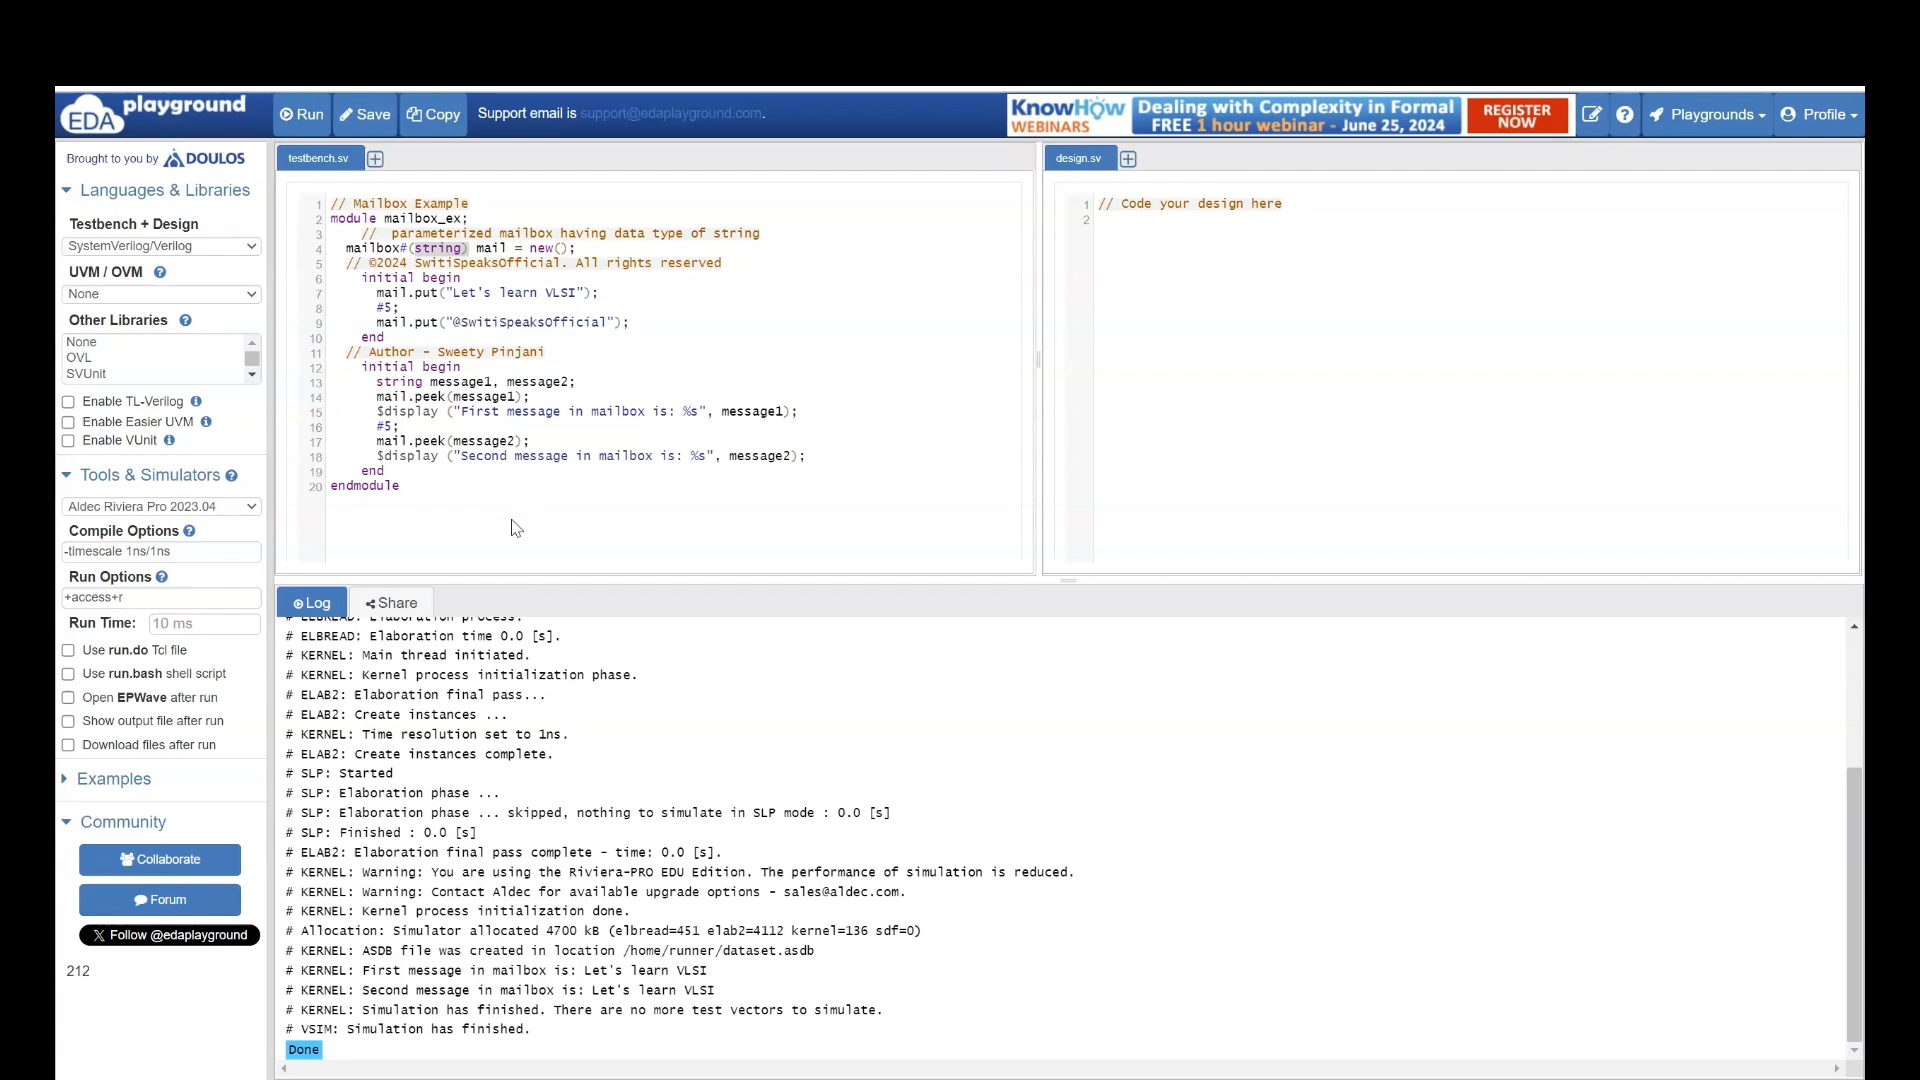 EDA playground
Run
Save
Copy
Support email is support@edaplayground.com.
KnowHow
WEBINARS
Dealing with Complexity in Formal
FREE 1 hour webinar - June 25, 2024
REGISTER
NOW
Playgrounds
Profile
Brought to you by DOULOS
Languages & Libraries
Testbench + Design
SystemVerilog/Verilog
UVM / OVM
None
Other Libraries
None
OVL
SVUnit
Enable TL-Verilog
Enable Easier UVM
Enable VUnit
Tools & Simulators
Aldec Riviera Pro 2023.04
Compile Options
-timescale 1ns/1ns
Run Options
+access+r
Run Time: 10 ms
Use run.do Tcl file
Use run.bash shell script
Open EPWave after run
Show output file after run
Download files after run
Examples
Community
Collaborate
Forum
Follow @edaplayground
212
testbench.sv
1 // Mailbox Example
2 module mailbox_ex;
3 // parameterized mailbox having data type of string
4 mailbox#(string) mail = new();
5 // ©2024 SwitiSpeaksOfficial. All rights reserved
6 initial begin
7 mail.put("Let's learn VLSI");
8 #5;
9 mail.put("@SwitiSpeaksOfficial");
10 end
11 // Author - Sweety Pinjani
12 initial begin
13 string message1, message2;
14 mail.peek(message1);
15 $display ("First message in mailbox is: %s", message1);
16 #5;
17 mail.peek(message2);
18 $display ("Second message in mailbox is: %s", message2);
19 end
20 endmodule
design.sv
1 // Code your design here
2
Log
Share
# ELBREAD: Elaboration process.
# ELBREAD: Elaboration time 0.0 [s].
# KERNEL: Main thread initiated.
# KERNEL: Kernel process initialization phase.
# ELAB2: Elaboration final pass...
# ELAB2: Create instances ...
# KERNEL: Time resolution set to 1ns.
# ELAB2: Create instances complete.
# SLP: Started
# SLP: Elaboration phase ...
# SLP: Elaboration phase ... skipped, nothing to simulate in SLP mode : 0.0 [s]
# SLP: Finished : 0.0 [s]
# ELAB2: Elaboration final pass complete - time: 0.0 [s].
# KERNEL: Warning: You are using the Riviera-PRO EDU Edition. The performance of simulation is reduced.
# KERNEL: Warning: Contact Aldec for available upgrade options - sales@aldec.com.
# KERNEL: Kernel process initialization done.
# Allocation: Simulator allocated 4700 kB (elbread=451 elab2=4112 kernel=136 sdf=0)
# KERNEL: ASDB file was created in location /home/runner/dataset.asdb
# KERNEL: First message in mailbox is: Let's learn VLSI
# KERNEL: Second message in mailbox is: Let's learn VLSI
# KERNEL: Simulation has finished. There are no more test vectors to simulate.
# VSIM: Simulation has finished.
Done